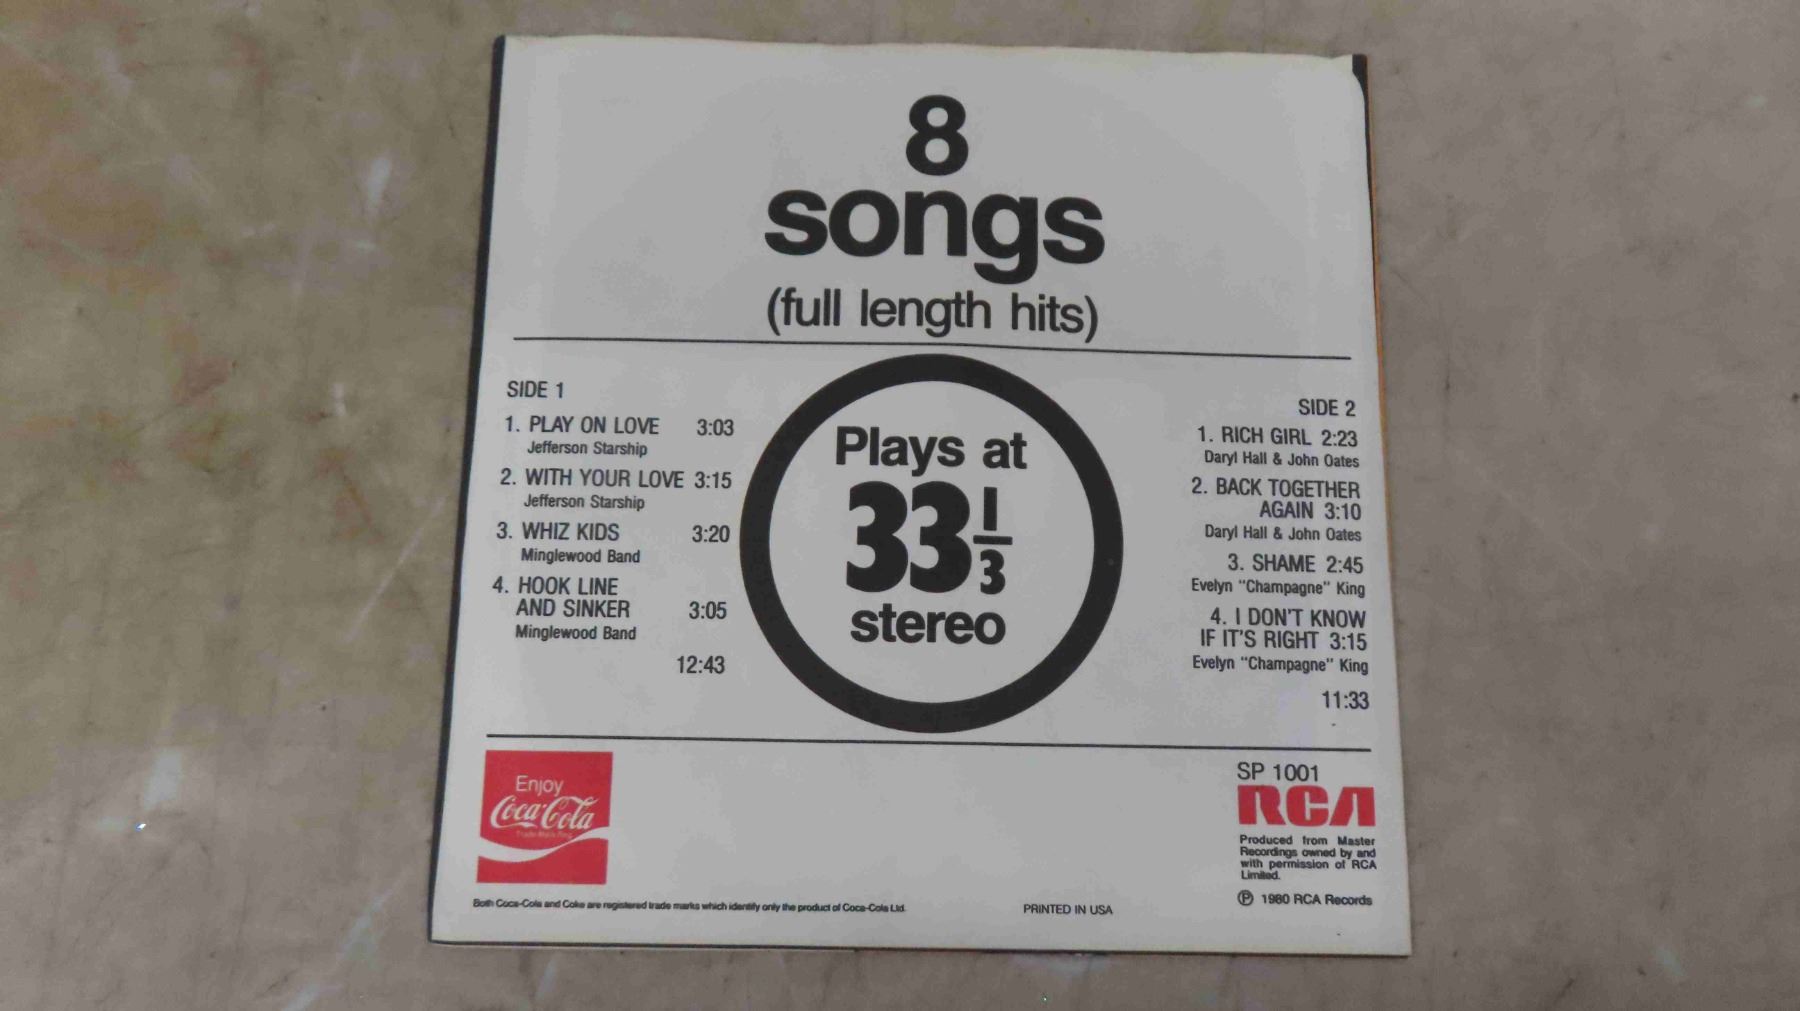 8
songs
(full length hits)
SIDE 1
1. PLAY ON LOVE 3:03
Jefferson Starship
2. WITH YOUR LOVE 3:15
Jefferson Starship
3. WHIZ KIDS 3:20
Minglewood Band
4. HOOK LINE
AND SINKER 3:05
Minglewood Band
12:43
Plays at
33 1/3
stereo
SIDE 2
1. RICH GIRL 2:23
Daryl Hall & John Oates
2. BACK TOGETHER
AGAIN 3:10
Daryl Hall & John Oates
3. SHAME 2:45
Evelyn "Champagne" King
4. I DON'T KNOW
IF IT'S RIGHT 3:15
Evelyn "Champagne" King
11:33
Enjoy
Coca-Cola
Trade Mark Reg.
Both Coca-Cola and Coke are registered trade marks which identify only the product of Coca-Cola Ltd.
PRINTED IN USA
SP 1001
RCA
Produced from Master
Recordings owned by and
with permission of RCA
Limited.
℗ 1980 RCA Records